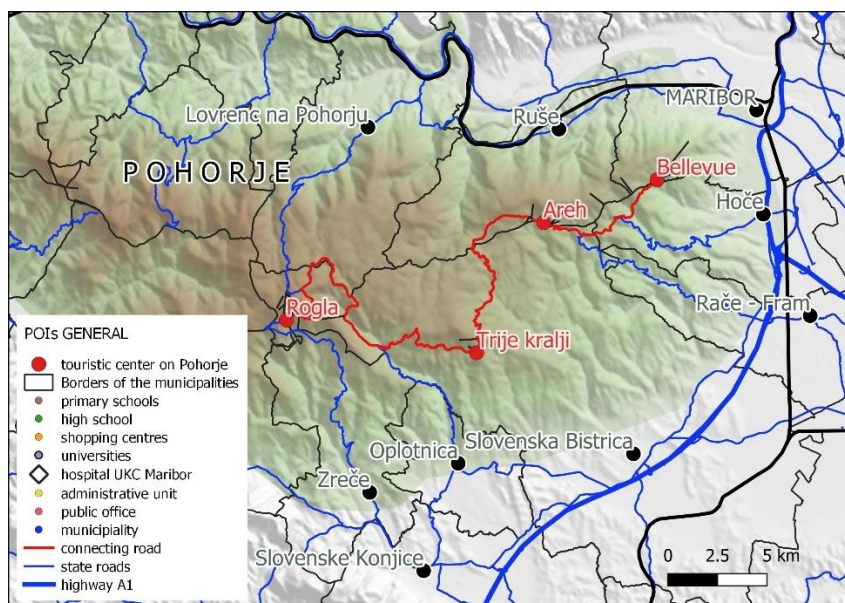 MARIBOR
Lovrenc na Pohorju
Ruše
POHORJE
Bellevue
Areh
Hoče
Rogla
Rače - Fram
Trije kralji
Oplotnica
Slovenska Bistrica
Zreče
Slovenske Konjice
POIs GENERAL
touristic center on Pohorje
Borders of the municipalities
primary schools
high school
shopping centres
universities
hospital UKC Maribor
administrative unit
public office
municipiality
connecting road
state roads
highway A1
0 2.5 5 km